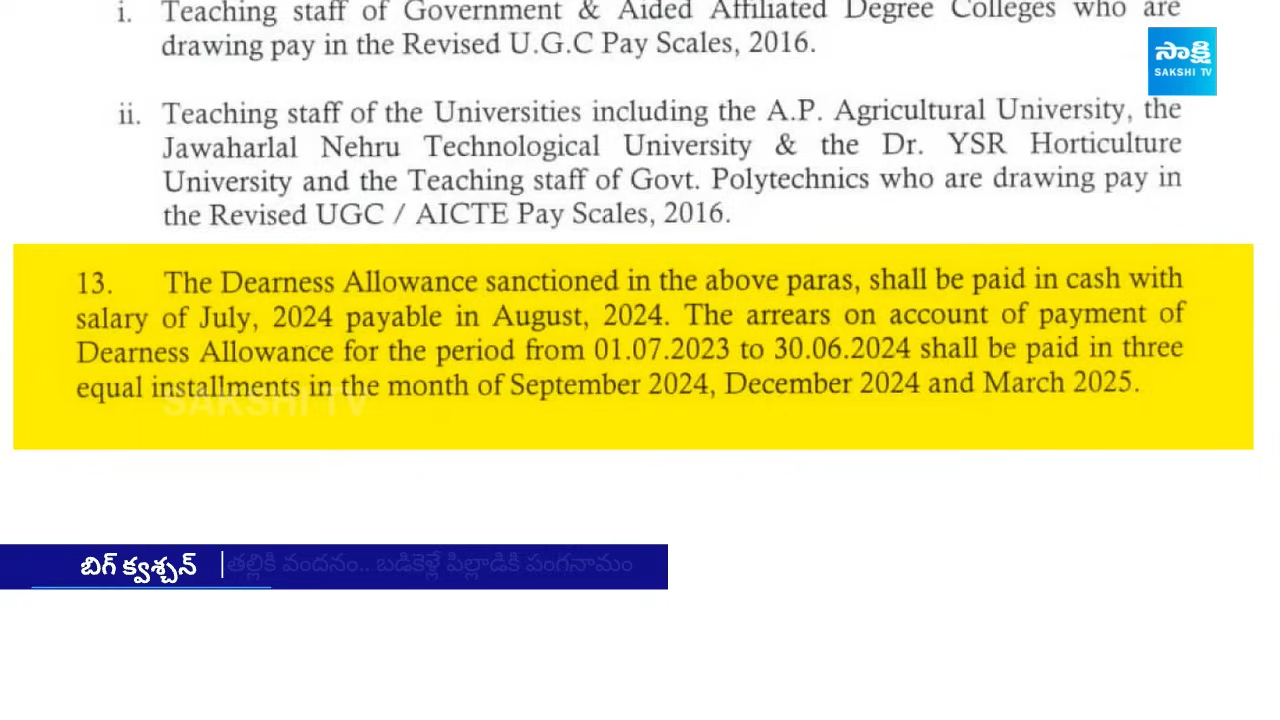 i. Teaching staff of Government & Aided Affiliated Degree Colleges who are
drawing pay in the Revised U.G.C Pay Scales, 2016.
సాక్షి
SAKSHI TV
ii. Teaching staff of the Universities including the A.P. Agricultural University, the
Jawaharlal Nehru Technological University & the Dr. YSR Horticulture
University and the Teaching staff of Govt. Polytechnics who are drawing pay in
the Revised UGC / AICTE Pay Scales, 2016.
13. The Dearness Allowance sanctioned in the above paras, shall be paid in cash with
salary of July, 2024 payable in August, 2024. The arrears on account of payment of
Dearness Allowance for the period from 01.07.2023 to 30.06.2024 shall be paid in three
equal installments in the month of September 2024, December 2024 and March 2025.
SAKSHI TV
బిగ్ క్వశ్చన్ | తల్లికి వందనం.. బడికెళ్లే పిల్లాడికి పంగనామం